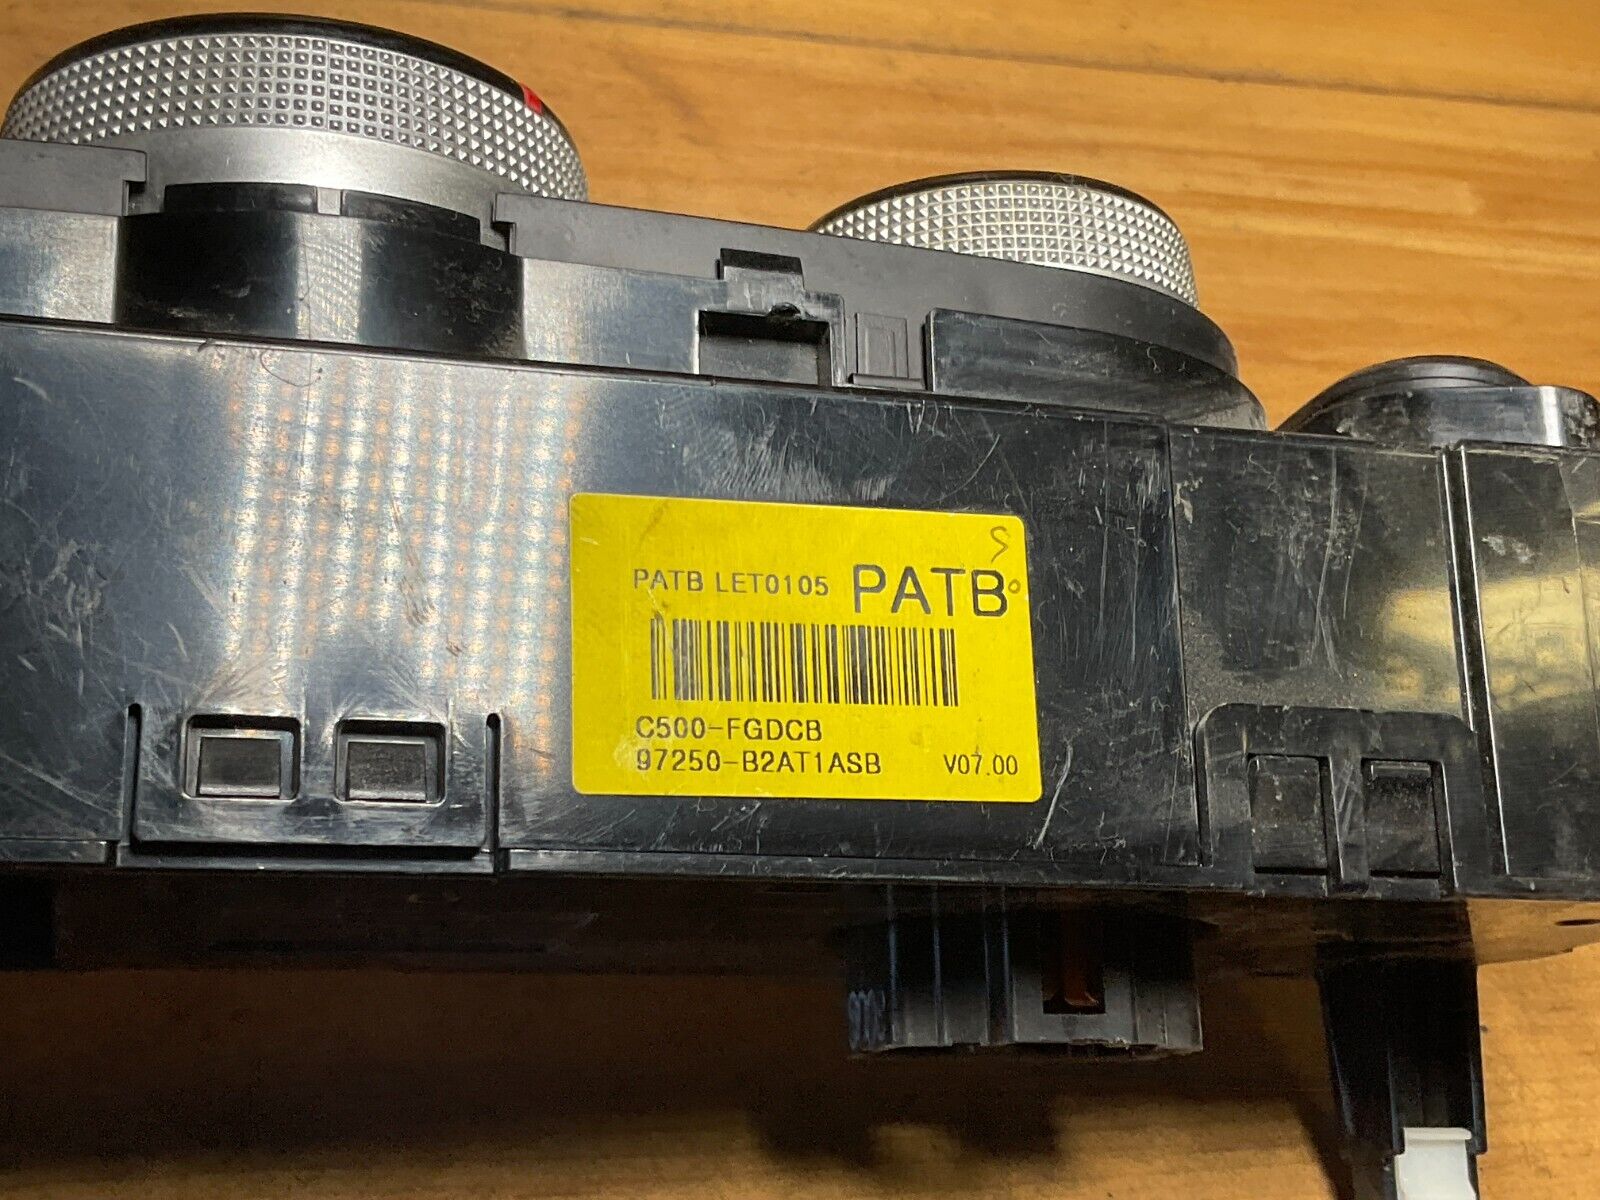 S
PATB LET0105 PATB
C500-FGDCB
97250-B2AT1ASB V07.00